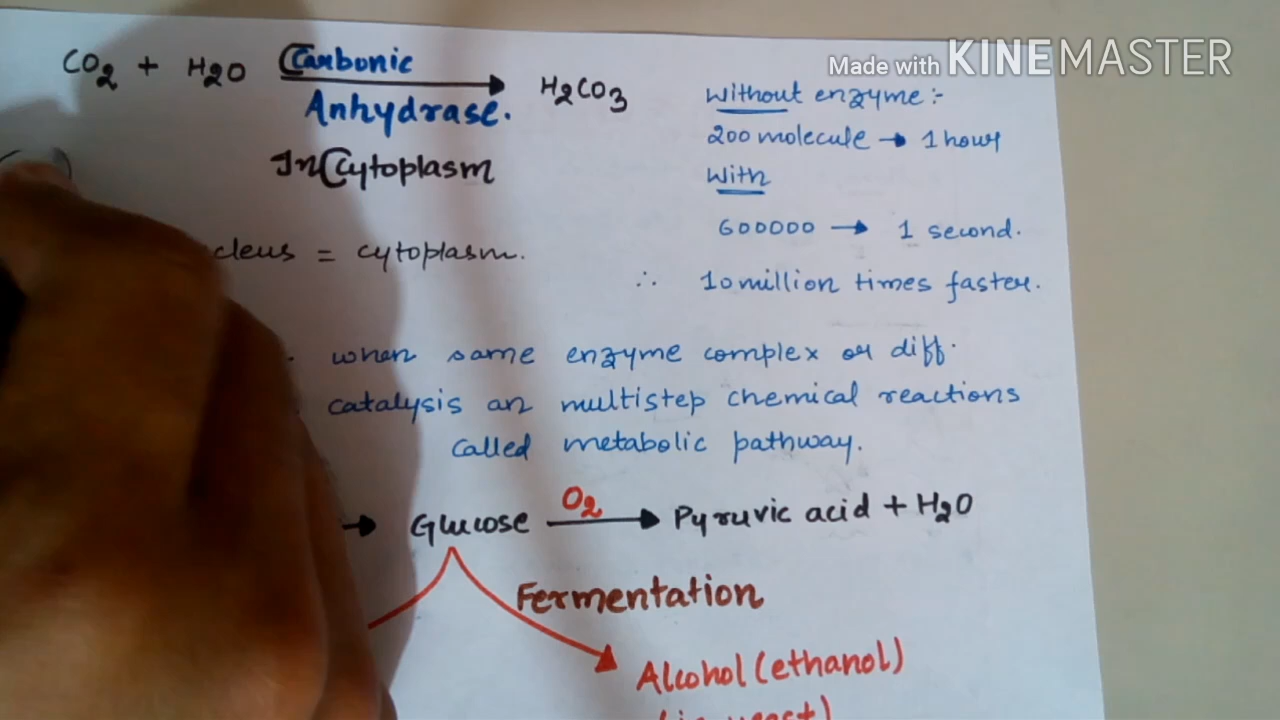 Made with KINEMASTER
CO2 + H2O Carbonic Anhydrase. H2CO3
In Cytoplasm
without enzyme:-
200 molecule → 1 hour
With
600000 → 1 second.
∴ 10 million times faster.
cleus = cytoplasm.
when same enzyme complex or diff.
catalysis an multistep chemical reactions
called metabolic pathway.
→ Glucose O2 → Pyruvic acid + H2O
Fermentation
Alcohol (ethanol)
(in yeast)